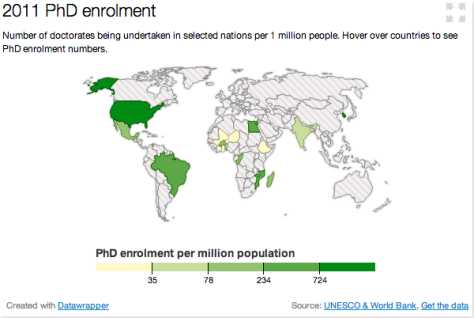 2011 PhD enrolment
Number of doctorates being undertaken in selected nations per 1 million people. Hover over countries to see
PhD enrolment numbers.
PhD enrolment per million population
35 78 234 724
Created with Datawrapper Source: UNESCO & World Bank, Get the data